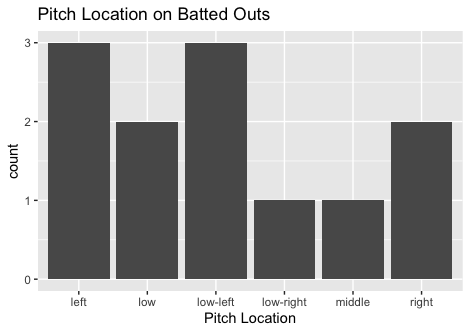 Pitch Location on Batted Outs
3
2
1
0
count
left low low-left low-right middle right
Pitch Location